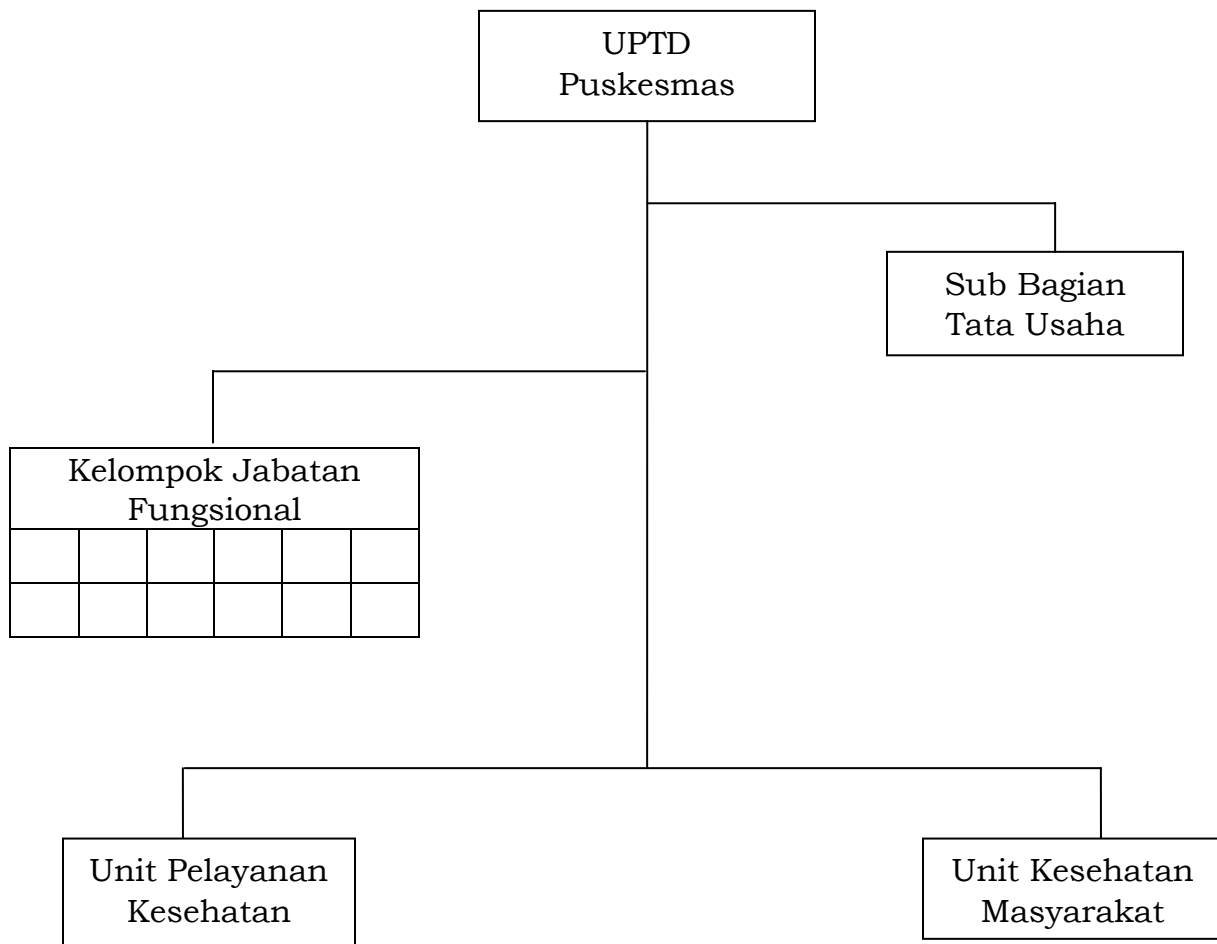 UPTD
Puskesmas
Sub Bagian
Tata Usaha
Kelompok Jabatan
Fungsional
Unit Pelayanan
Kesehatan
Unit Kesehatan
Masyarakat